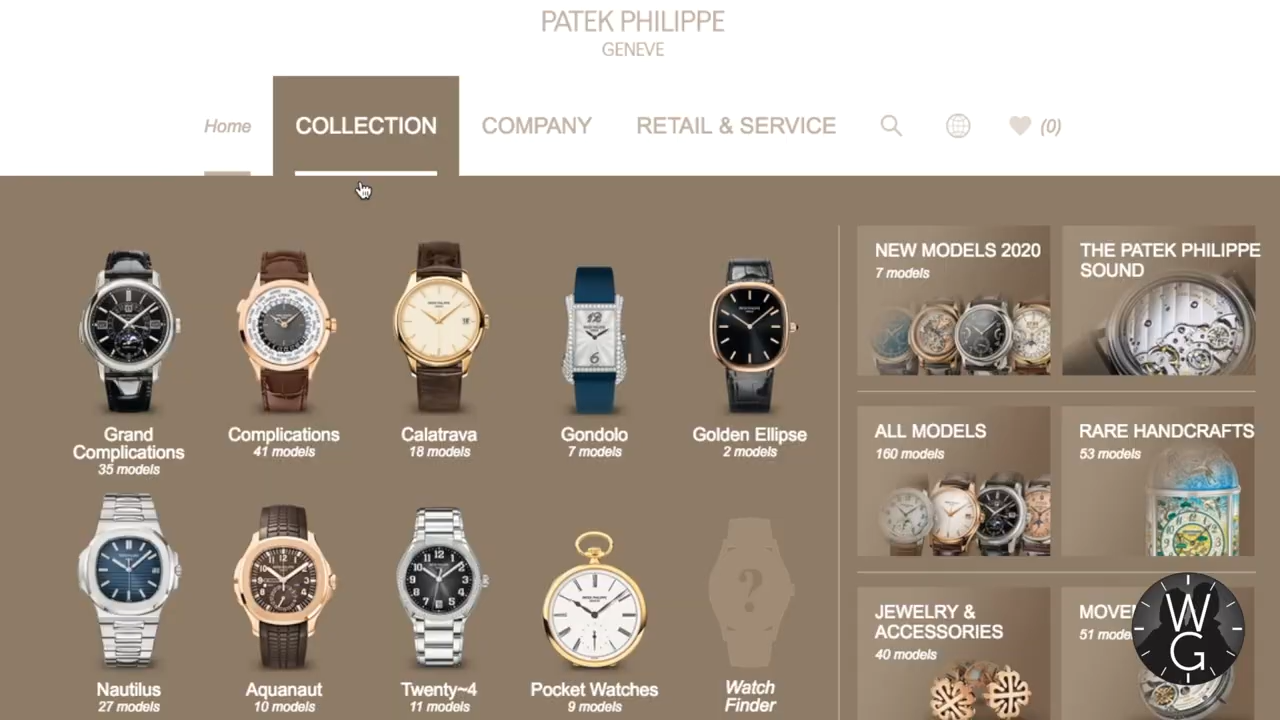 PATEK PHILIPPE
GENEVE
Home
COLLECTION
COMPANY
RETAIL & SERVICE
(0)
Grand
Complications
35 models
Complications
41 models
Calatrava
18 models
Gondolo
7 models
Golden Ellipse
2 models
Nautilus
27 models
Aquanaut
10 models
Twenty~4
11 models
Pocket Watches
9 models
?
Watch
Finder
NEW MODELS 2020
7 models
THE PATEK PHILIPPE
SOUND
ALL MODELS
160 models
RARE HANDCRAFTS
53 models
JEWELRY &
ACCESSORIES
40 models
MOVE
51 mode
W
G